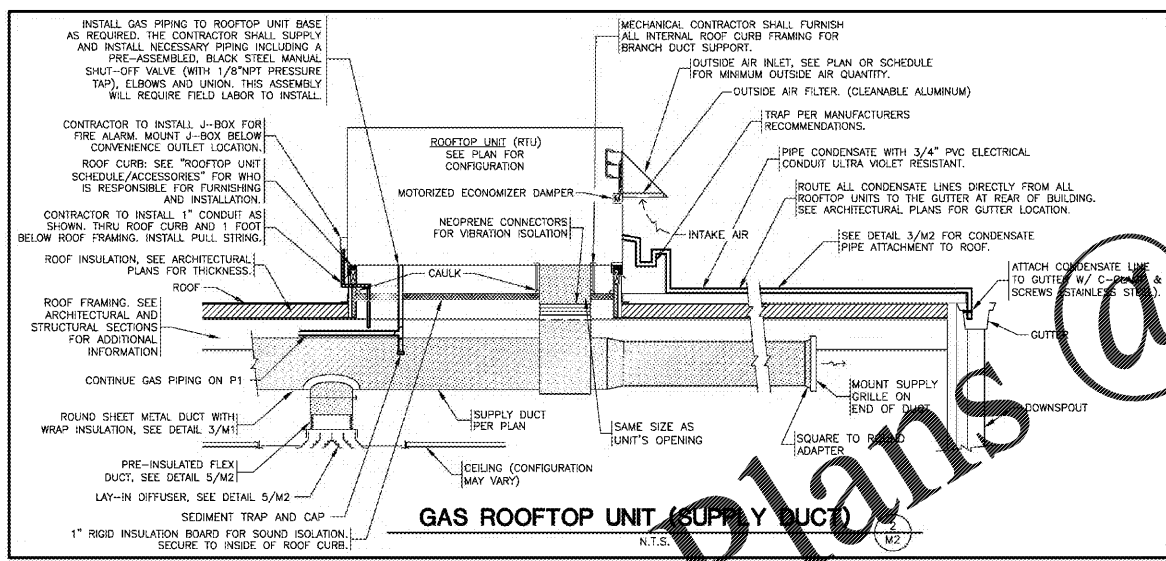 INSTALL GAS PIPING TO ROOFTOP UNIT BASE
AS REQUIRED. THE CONTRACTOR SHALL SUPPLY
AND INSTALL NECESSARY PIPING INCLUDING A
PRE-ASSEMBLED, BLACK STEEL MANUAL
SHUT-OFF VALVE (WITH 1/8"NPT PRESSURE
TAP), ELBOWS AND UNION. THIS ASSEMBLY
WILL REQUIRE FIELD LABOR TO INSTALL.
CONTRACTOR TO INSTALL J-BOX FOR
FIRE ALARM. MOUNT J-BOX BELOW
CONVENIENCE OUTLET LOCATION.
ROOF CURB: SEE "ROOFTOP UNIT
SCHEDULE/ACCESSORIES" FOR WHO
IS RESPONSIBLE FOR FURNISHING
AND INSTALLATION.
CONTRACTOR TO INSTALL 1" CONDUIT AS
SHOWN. THRU ROOF CURB AND 1 FOOT
BELOW ROOF FRAMING. INSTALL PULL STRING.
ROOF INSULATION, SEE ARCHITECTURAL
PLANS FOR THICKNESS.
ROOF
ROOF FRAMING. SEE
ARCHITECTURAL AND
STRUCTURAL SECTIONS
FOR ADDITIONAL
INFORMATION
CONTINUE GAS PIPING ON P1
ROUND SHEET METAL DUCT WITH
WRAP INSULATION, SEE DETAIL 3/M1
PRE-INSULATED FLEX
DUCT, SEE DETAIL 5/M2
LAY-IN DIFFUSER, SEE DETAIL 5/M2
SEDIMENT TRAP AND CAP
1" RIGID INSULATION BOARD FOR SOUND ISOLATION.
SECURE TO INSIDE OF ROOF CURB.
ROOFTOP UNIT (RTU)
SEE PLAN FOR
CONFIGURATION
MOTORIZED ECONOMIZER DAMPER
NEOPRENE CONNECTORS
FOR VIBRATION ISOLATION
CAULK
SUPPLY DUCT
PER PLAN
CEILING (CONFIGURATION
MAY VARY)
SAME SIZE AS
UNIT'S OPENING
MECHANICAL CONTRACTOR SHALL FURNISH
ALL INTERNAL ROOF CURB FRAMING FOR
BRANCH DUCT SUPPORT.
OUTSIDE AIR INLET, SEE PLAN OR SCHEDULE
FOR MINIMUM OUTSIDE AIR QUANTITY.
OUTSIDE AIR FILTER. (CLEANABLE ALUMINUM)
TRAP PER MANUFACTURERS
RECOMMENDATIONS.
PIPE CONDENSATE WITH 3/4" PVC ELECTRICAL
CONDUIT ULTRA VIOLET RESISTANT.
ROUTE ALL CONDENSATE LINES DIRECTLY FROM ALL
ROOFTOP UNITS TO THE GUTTER AT REAR OF BUILDING.
SEE ARCHITECTURAL PLANS FOR GUTTER LOCATION.
INTAKE AIR
SEE DETAIL 3/M2 FOR CONDENSATE
PIPE ATTACHMENT TO ROOF.
ATTACH CONDENSATE LINE
TO GUTTER W/ C-CLAMP &
SCREWS (STAINLESS STEEL).
GUTTER
MOUNT SUPPLY
GRILLE ON
END OF DUCT
DOWNSPOUT
SQUARE TO ROUND
ADAPTER
GAS ROOFTOP UNIT (SUPPLY DUCT)
N.T.S.
2
M2
plans @